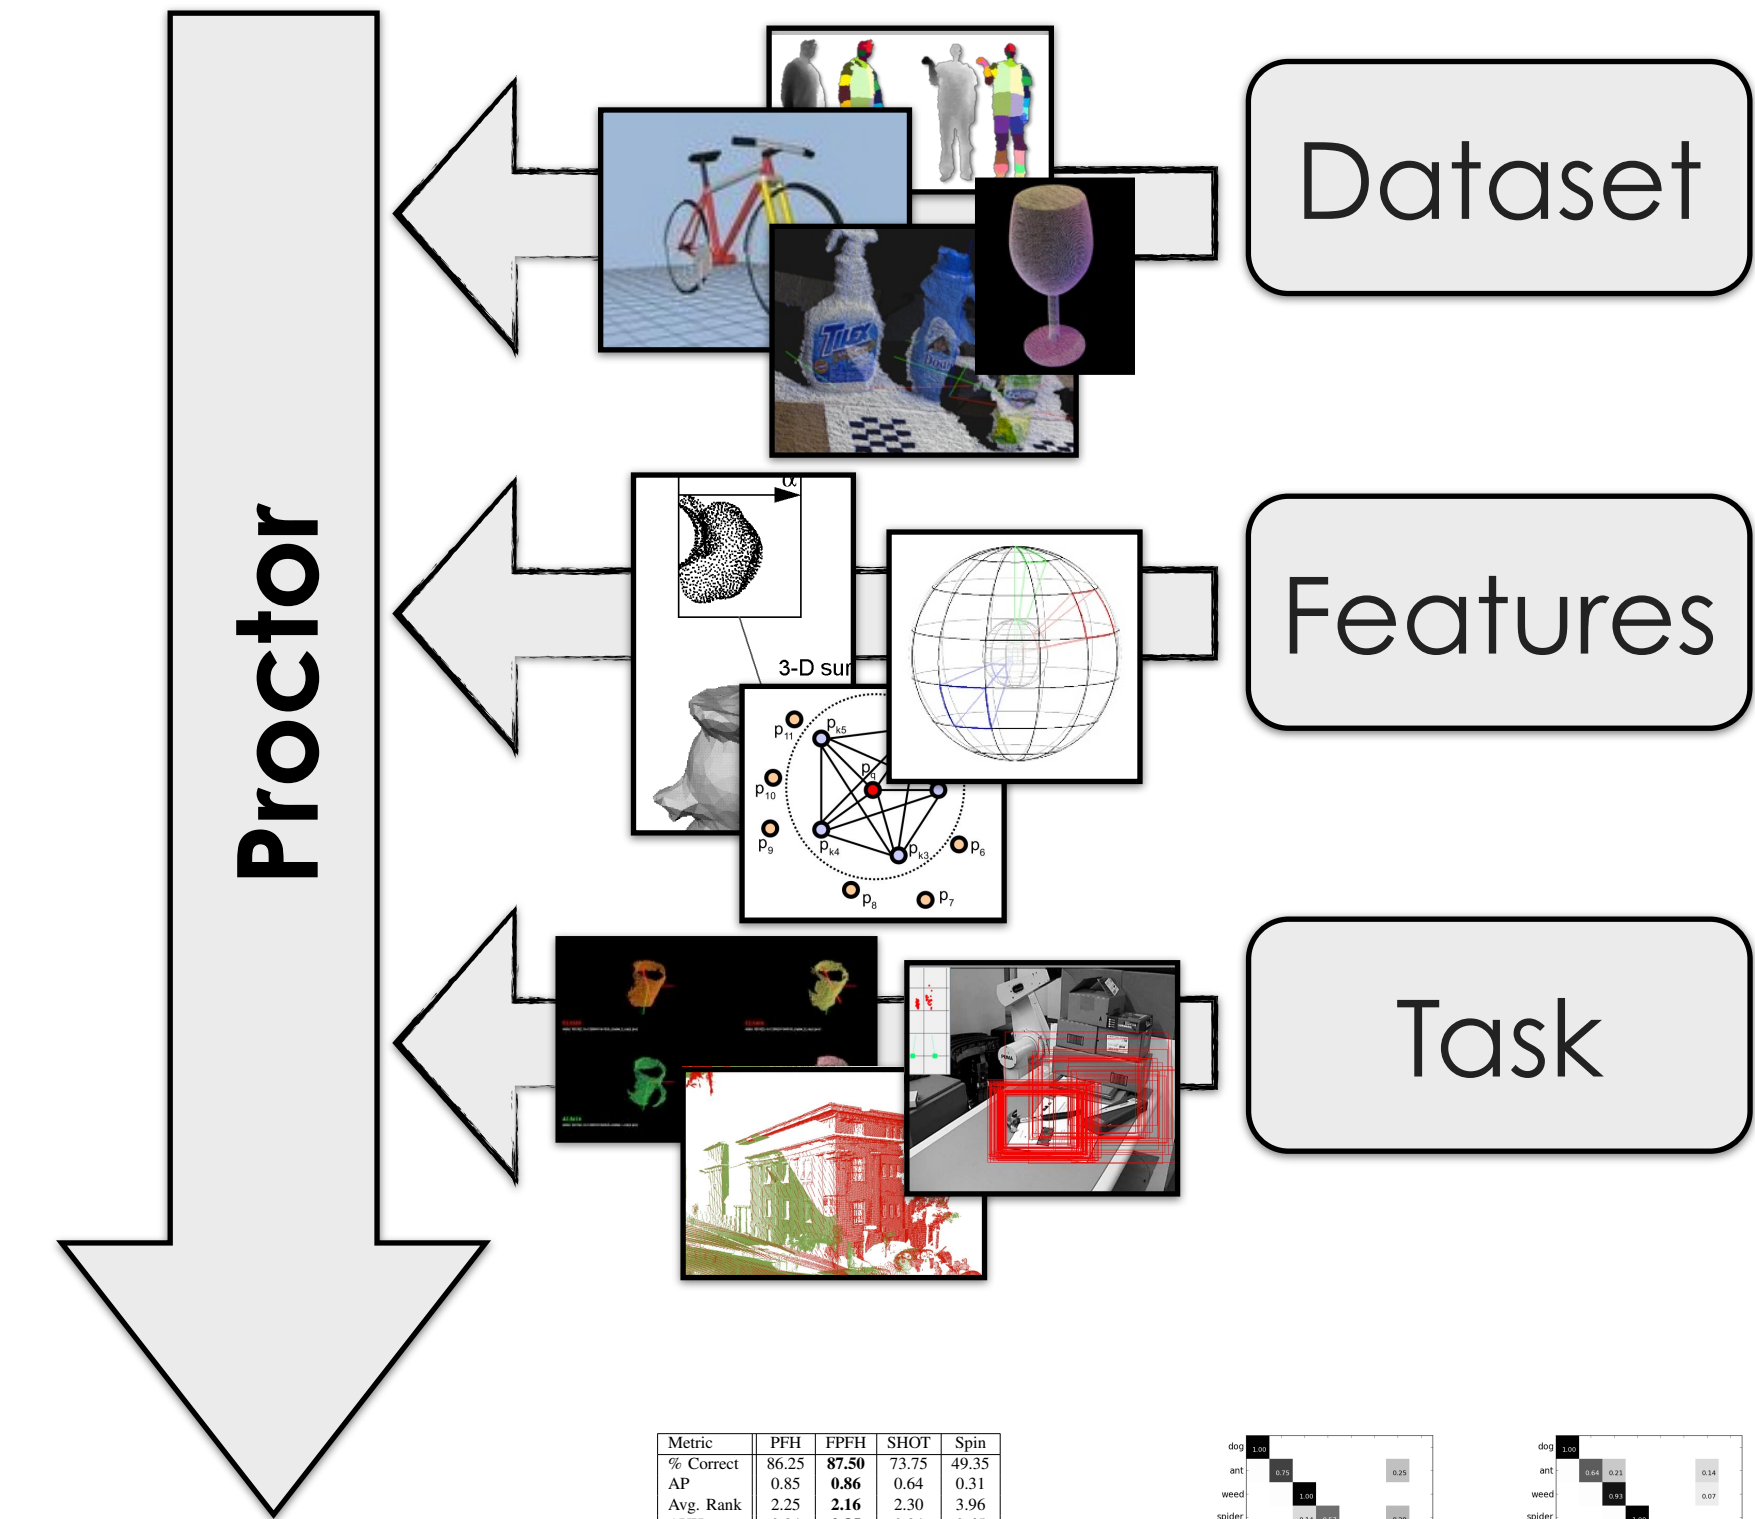 Dataset
TILEX
Proctor
α
3-D sur
Features
p11
pk5
pq
p10
p9
pk4
pk3
p6
p8
p7
Task
Metric PFH FPFH SHOT Spin
% Correct 86.25 87.50 73.75 49.35
AP 0.85 0.86 0.64 0.31
Avg. Rank 2.25 2.16 2.30 3.96
dog 1.00
ant 0.75 0.25
weed 1.00
spider
dog 1.00
ant 0.64 0.21 0.14
weed 0.93 0.07
spider